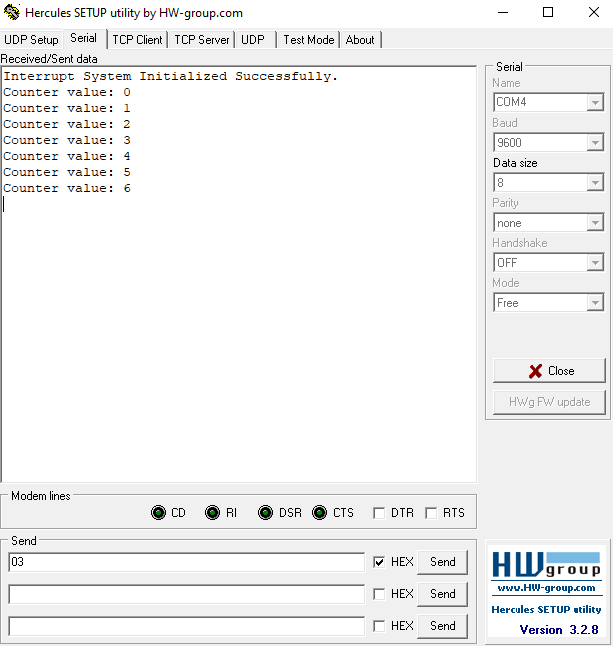 Hercules SETUP utility by HW-group.com
UDP Setup Serial TCP Client TCP Server UDP Test Mode About
Received/Sent data
Interrupt System Initialized Successfully.
Counter value: 0
Counter value: 1
Counter value: 2
Counter value: 3
Counter value: 4
Counter value: 5
Counter value: 6
Serial
Name
COM4
Baud
9600
Data size
8
Parity
none
Handshake
OFF
Mode
Free
Close
HWg FW update
Modem lines
CD RI DSR CTS DTR RTS
Send
03 HEX Send
HEX Send
HEX Send
HWgroup
www.HW-group.com
Hercules SETUP utility
Version 3.2.8